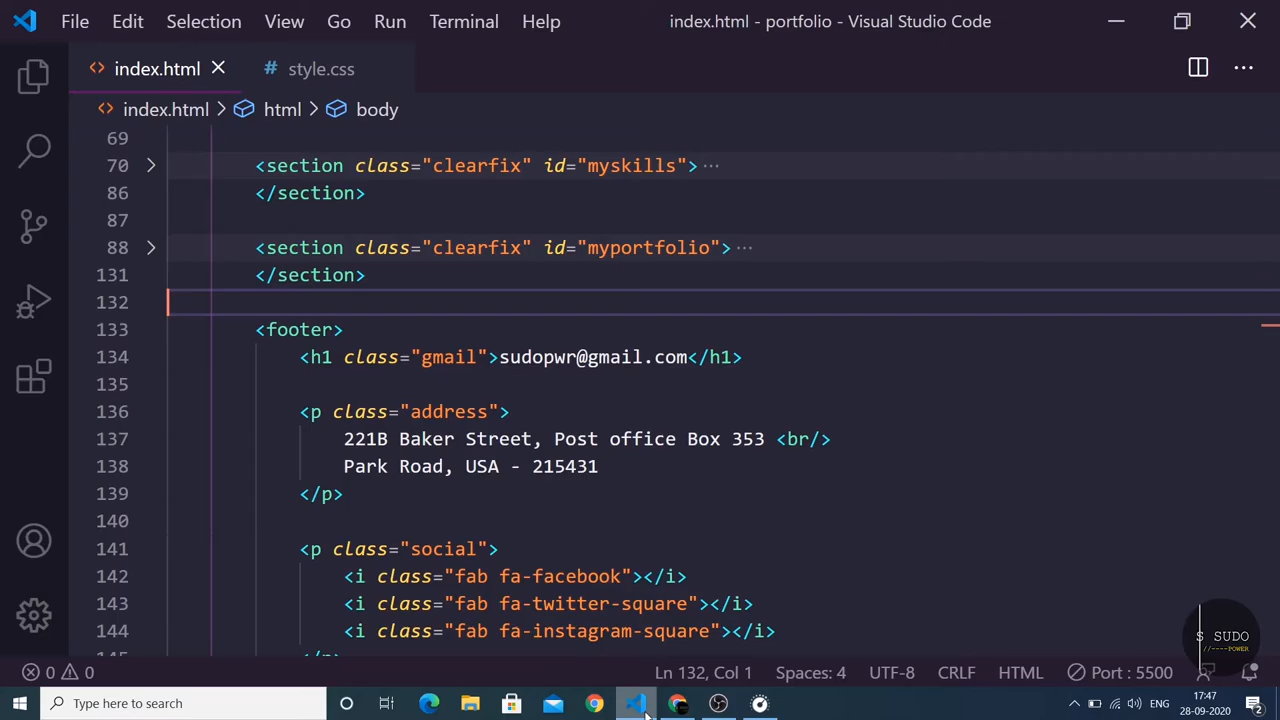 File Edit Selection View Go Run Terminal Help index.html - portfolio - Visual Studio Code
index.html # style.css
index.html html body
69
70 <section class="clearfix" id="myskills"> ···
86 </section>
87
88 <section class="clearfix" id="myportfolio"> ···
131 </section>
132
133 <footer>
134 <h1 class="gmail">sudopwr@gmail.com</h1>
135
136 <p class="address">
137 221B Baker Street, Post office Box 353 <br/>
138 Park Road, USA - 215431
139 </p>
140
141 <p class="social">
142 <i class="fab fa-facebook"></i>
143 <i class="fab fa-twitter-square"></i>
144 <i class="fab fa-instagram-square"></i>
145 </p>
S SUDO
//----POWER
0 0 Ln 132, Col 1 Spaces: 4 UTF-8 CRLF HTML Port : 5500
Type here to search ENG 17:47
28-09-2020 2